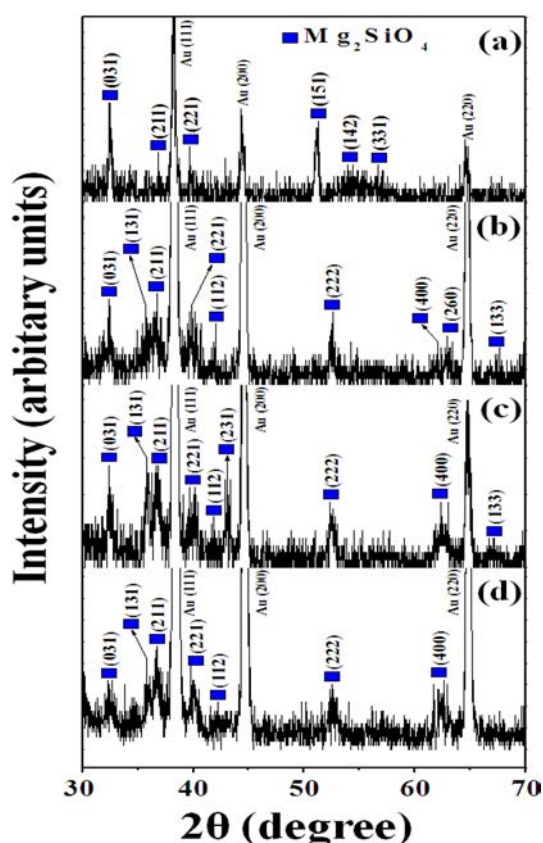 Mg₂SiO₄
(a)
(031)
(211)
Au (111)
(221)
Au (200)
(151)
(142)
(331)
Au (220)
(b)
(031)
(131)
(211)
Au (111)
(221)
(112)
Au (200)
(222)
(400)
(260)
Au (220)
(133)
(c)
(031)
(131)
(211)
Au (111)
(221)
(112)
(231)
Au (200)
(222)
(400)
Au (220)
(133)
(d)
(031)
(131)
(211)
Au (111)
(221)
(112)
Au (200)
(222)
(400)
Au (220)
Intensity (arbitary units)
30 40 50 60 70
2θ (degree)